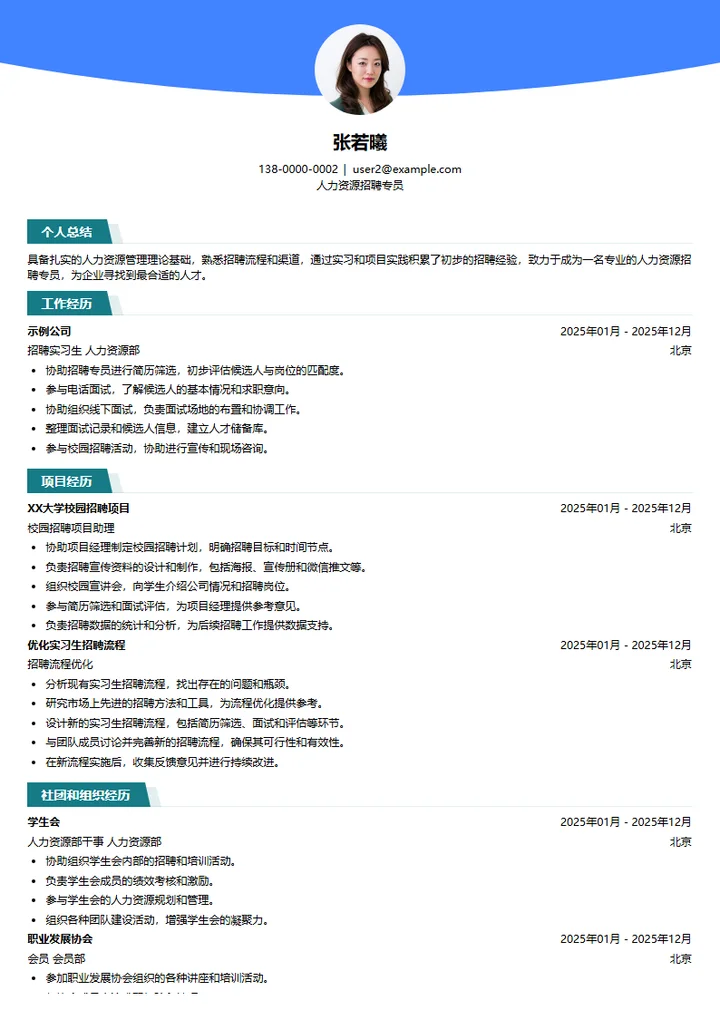 张若曦
138-0000-0002 | user2@example.com
人力资源招聘专员
个人总结
具备扎实的人力资源管理理论基础，熟悉招聘流程和渠道，通过实习和项目实践积累了初步的招聘经验，致力于成为一名专业的人力资源招
聘专员，为企业寻找到最合适的人才。
工作经历
示例公司 2025年01月 - 2025年12月
招聘实习生 人力资源部 北京
• 协助招聘专员进行简历筛选，初步评估候选人与岗位的匹配度。
• 参与电话面试，了解候选人的基本情况和求职意向。
• 协助组织线下面试，负责面试场地的布置和协调工作。
• 整理面试记录和候选人信息，建立人才储备库。
• 参与校园招聘活动，协助进行宣传和现场咨询。
项目经历
XX大学校园招聘项目 2025年01月 - 2025年12月
校园招聘项目助理 北京
• 协助项目经理制定校园招聘计划，明确招聘目标和时间节点。
• 负责招聘宣传资料的设计和制作，包括海报、宣传册和微信推文等。
• 组织校园宣讲会，向学生介绍公司情况和招聘岗位。
• 参与简历筛选和面试评估，为项目经理提供参考意见。
• 负责招聘数据的统计和分析，为后续招聘工作提供数据支持。
优化实习生招聘流程 2025年01月 - 2025年12月
招聘流程优化 北京
• 分析现有实习生招聘流程，找出存在的问题和瓶颈。
• 研究市场上先进的招聘方法和工具，为流程优化提供参考。
• 设计新的实习生招聘流程，包括简历筛选、面试和评估等环节。
• 与团队成员讨论并完善新的招聘流程，确保其可行性和有效性。
• 在新流程实施后，收集反馈意见并进行持续改进。
社团和组织经历
学生会 2025年01月 - 2025年12月
人力资源部干事 人力资源部 北京
• 协助组织学生会内部的招聘和培训活动。
• 负责学生会成员的绩效考核和激励。
• 参与学生会的人力资源规划和管理。
• 组织各种团队建设活动，增强学生会的凝聚力。
职业发展协会 2025年01月 - 2025年12月
会员 会员部 北京
• 参加职业发展协会组织的各种讲座和培训活动。